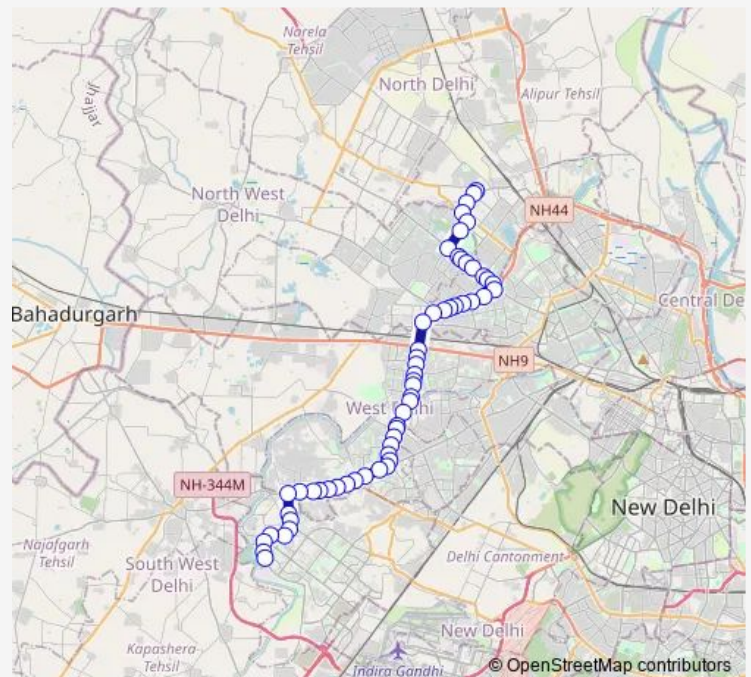 Narela
Tehsil
North Delhi
Alipur Tehsil
Jhajjar
North West
Delhi
NH44
Central De
Bahadurgarh
NH9
West Delhi
NH-344M
New Delhi
Najafgarh
Tehsil
South West
Delhi
Delhi Cantonment
New Delhi
Kapashera
Tehsil
Indira Gandhi
© OpenStreetMap contributors